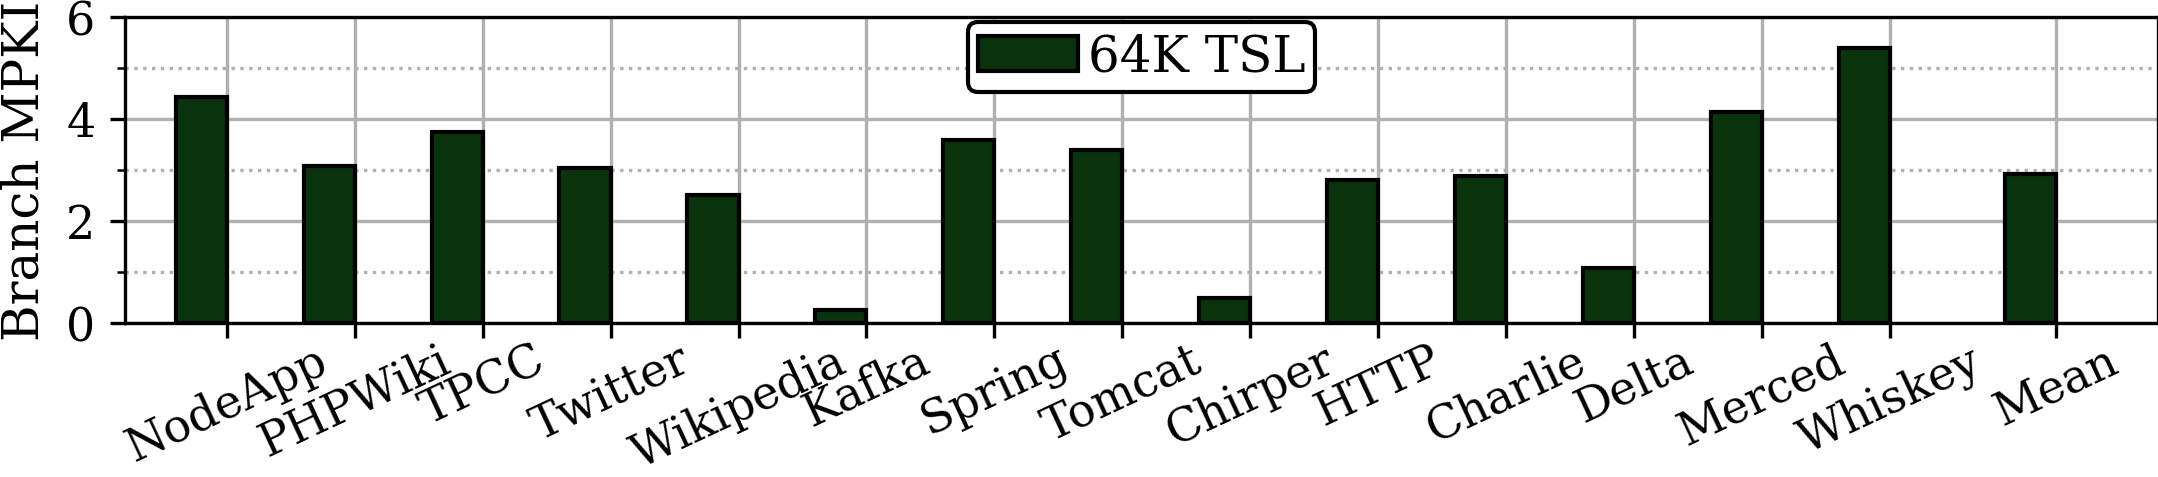 Branch MPKI
6
4
2
0
64K TSL
NodeApp
PHPWiki
TPCC
Twitter
Wikipedia
Kafka
Spring
Tomcat
Chirper
HTTP
Charlie
Delta
Merced
Whiskey
Mean